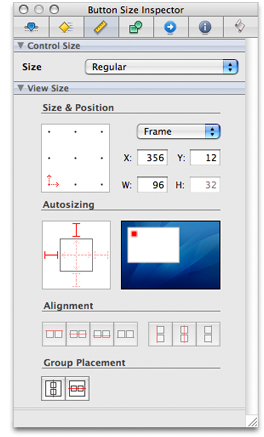 Button Size Inspector
Control Size
Size Regular
View Size
Size & Position
Frame
X: 356 Y: 12
W: 96 H: 32
Autosizing
Alignment
Group Placement